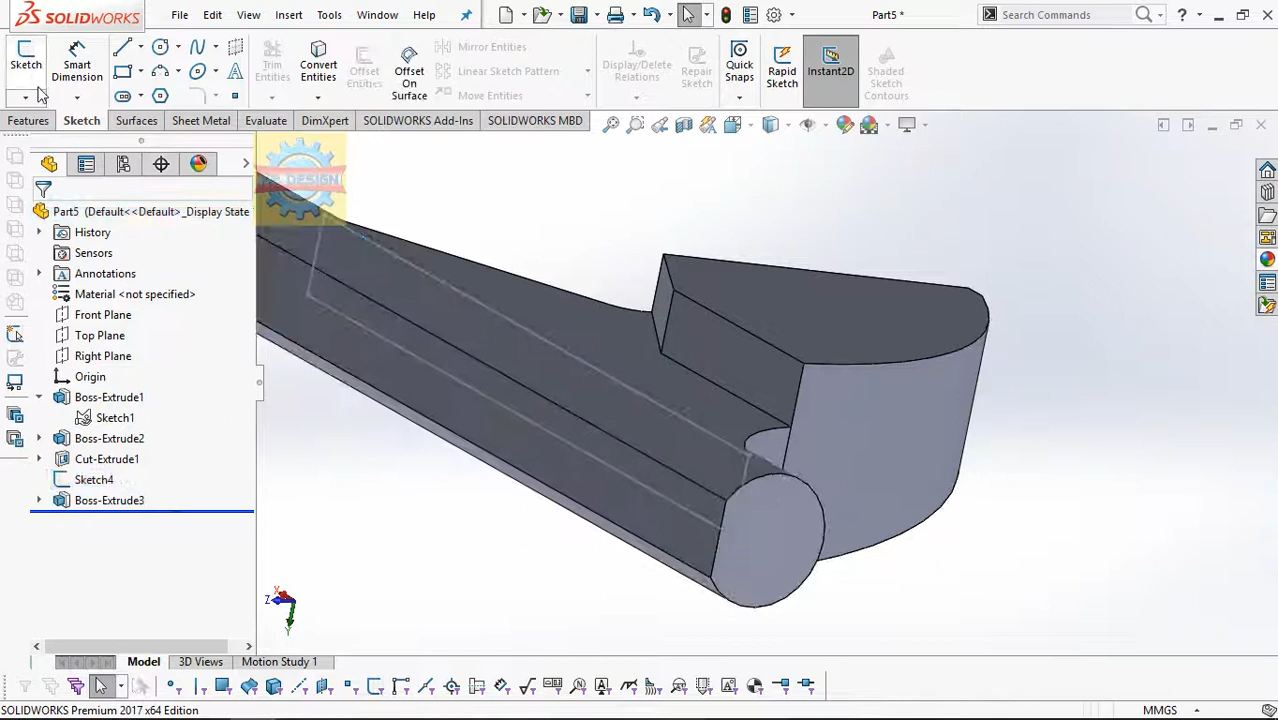 SOLIDWORKS File Edit View Insert Tools Window Help Part5 * Search Commands ?
Sketch Smart Dimension Trim Entities Convert Entities Offset Entities Offset On Surface Mirror Entities Linear Sketch Pattern Move Entities Display/Delete Relations Repair Sketch Quick Snaps Rapid Sketch Instant2D Shaded Sketch Contours
Features Sketch Surfaces Sheet Metal Evaluate DimXpert SOLIDWORKS Add-Ins SOLIDWORKS MBD
DESIGN
Part5 (Default<<Default>_Display State
History
Sensors
Annotations
Material <not specified>
Front Plane
Top Plane
Right Plane
Origin
Boss-Extrude1
Sketch1
Boss-Extrude2
Cut-Extrude1
Sketch4
Boss-Extrude3
X
Z
Y
Model 3D Views Motion Study 1
SOLIDWORKS Premium 2017 x64 Edition MMGS